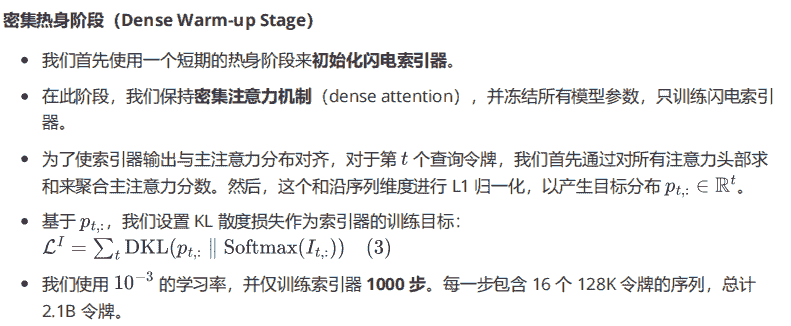 密集热身阶段（Dense Warm-up Stage）
• 我们首先使用一个短期的热身阶段来初始化闪电索引器。
• 在此阶段，我们保持密集注意力机制（dense attention），并冻结所有模型参数，只训练闪电索引
器。
• 为了使索引器输出与主注意力分布对齐，对于第 t 个查询令牌，我们首先通过对所有注意力头部求
和来聚合主注意力分数。然后，这个和沿序列维度进行 L1 归一化，以产生目标分布 pₜ,: ∈ ℝᵗ。
• 基于 pₜ,:，我们设置 KL 散度损失作为索引器的训练目标：
ℒᴵ = ∑ₜ DKL(pₜ,: ∥ Softmax(Iₜ,:)) (3)
• 我们使用 10⁻³ 的学习率，并仅训练索引器 1000 步。每一步包含 16 个 128K 令牌的序列，总计
2.1B 令牌。